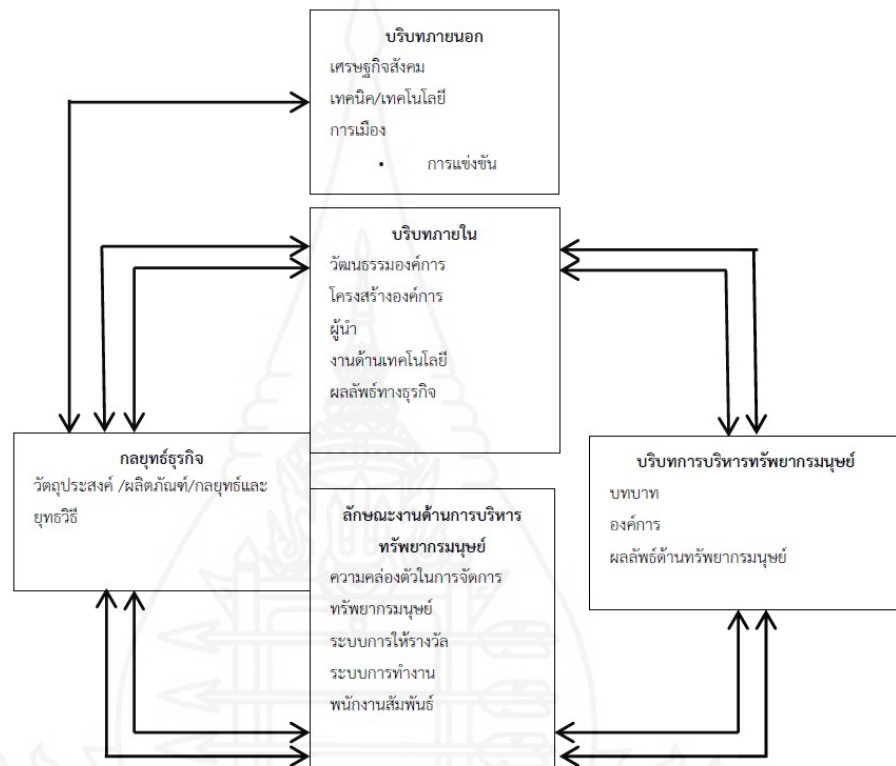 บริบทภายนอก
เศรษฐกิจสังคม
เทคนิค/เทคโนโลยี
การเมือง
• การแข่งขัน
บริบทภายใน
วัฒนธรรมองค์การ
โครงสร้างองค์การ
ผู้นำ
งานด้านเทคโนโลยี
ผลลัพธ์ทางธุรกิจ
กลยุทธ์ธุรกิจ
วัตถุประสงค์ /ผลิตภัณฑ์/กลยุทธ์และ
ยุทธวิธี
บริบทการบริหารทรัพยากรมนุษย์
บทบาท
องค์การ
ผลลัพธ์ด้านทรัพยากรมนุษย์
ลักษณะงานด้านการบริหาร
ทรัพยากรมนุษย์
ความคล่องตัวในการจัดการ
ทรัพยากรมนุษย์
ระบบการให้รางวัล
ระบบการทำงาน
พนักงานสัมพันธ์